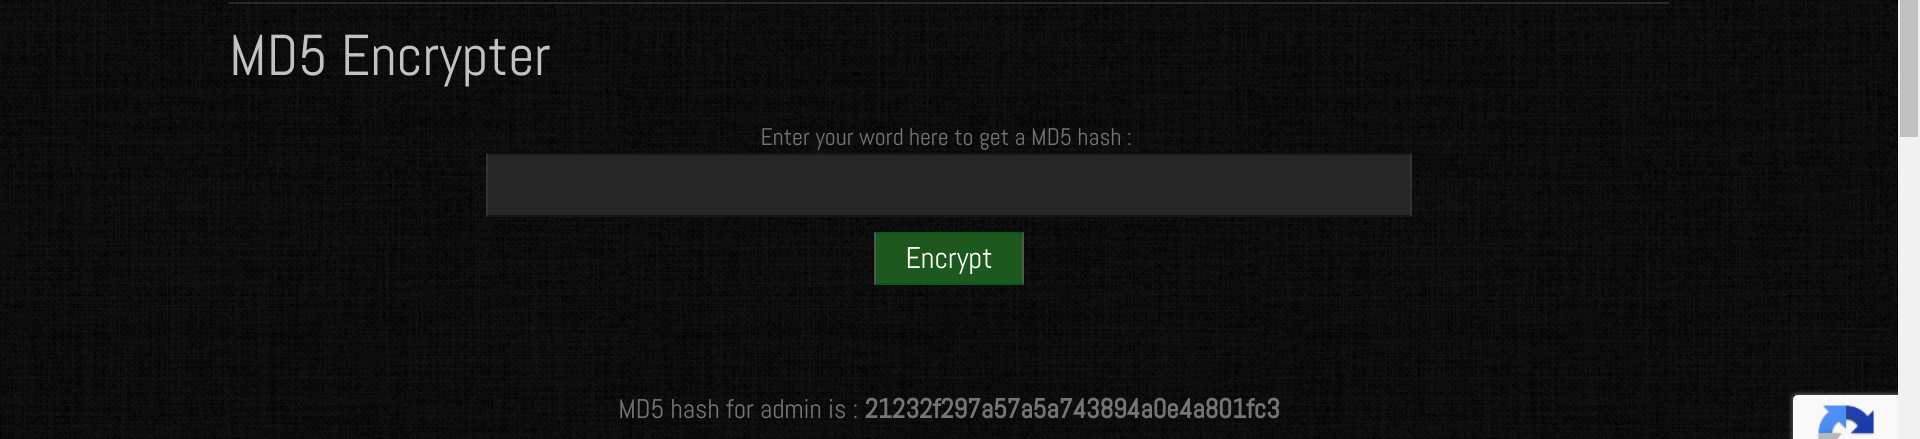 MD5 Encrypter
Enter your word here to get a MD5 hash :
Encrypt
MD5 hash for admin is : 21232f297a57a5a743894a0e4a801fc3